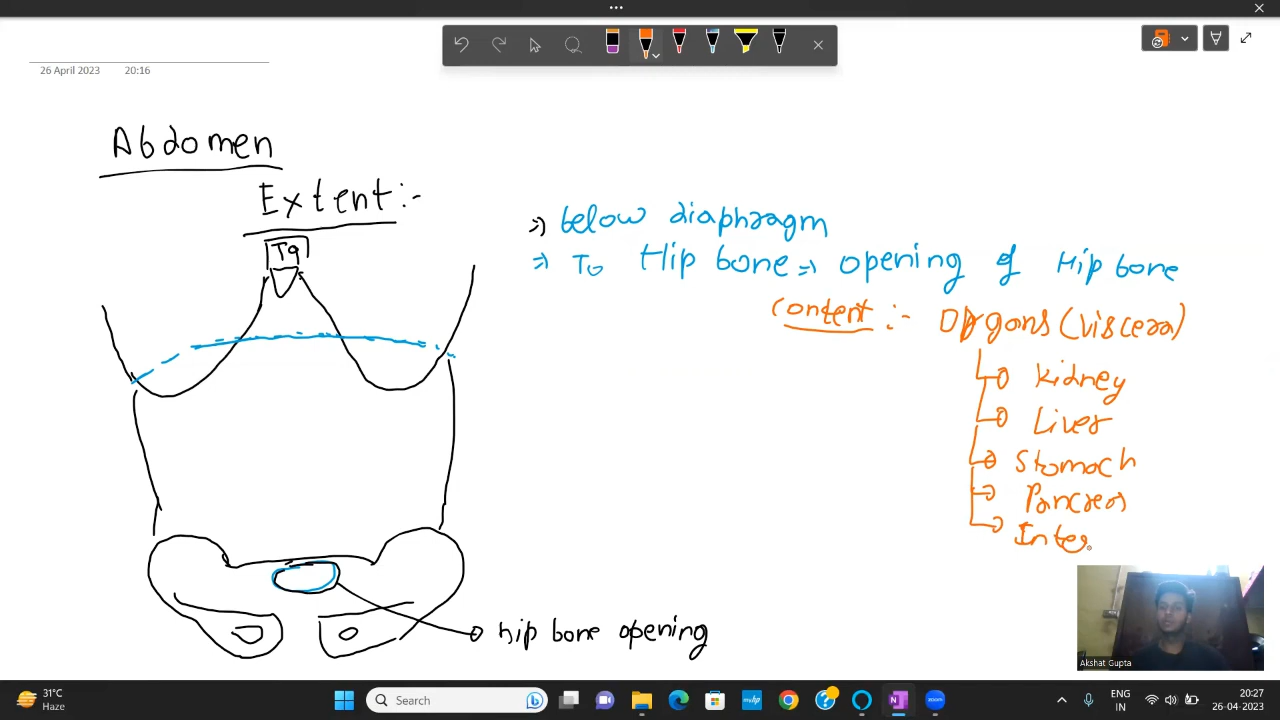 26 April 2023 20:16
Abdomen
Extent :-
T9
=> below diaphragm
=> To Hip bone => opening of Hip bone
Content :- Organs (viscera)
Kidney
Liver
Stomach
Pancreas
Intes
hip bone opening
Akshat Gupta
31°C
Haze
Search
ENG
IN
20:27
26-04-2023
zoom